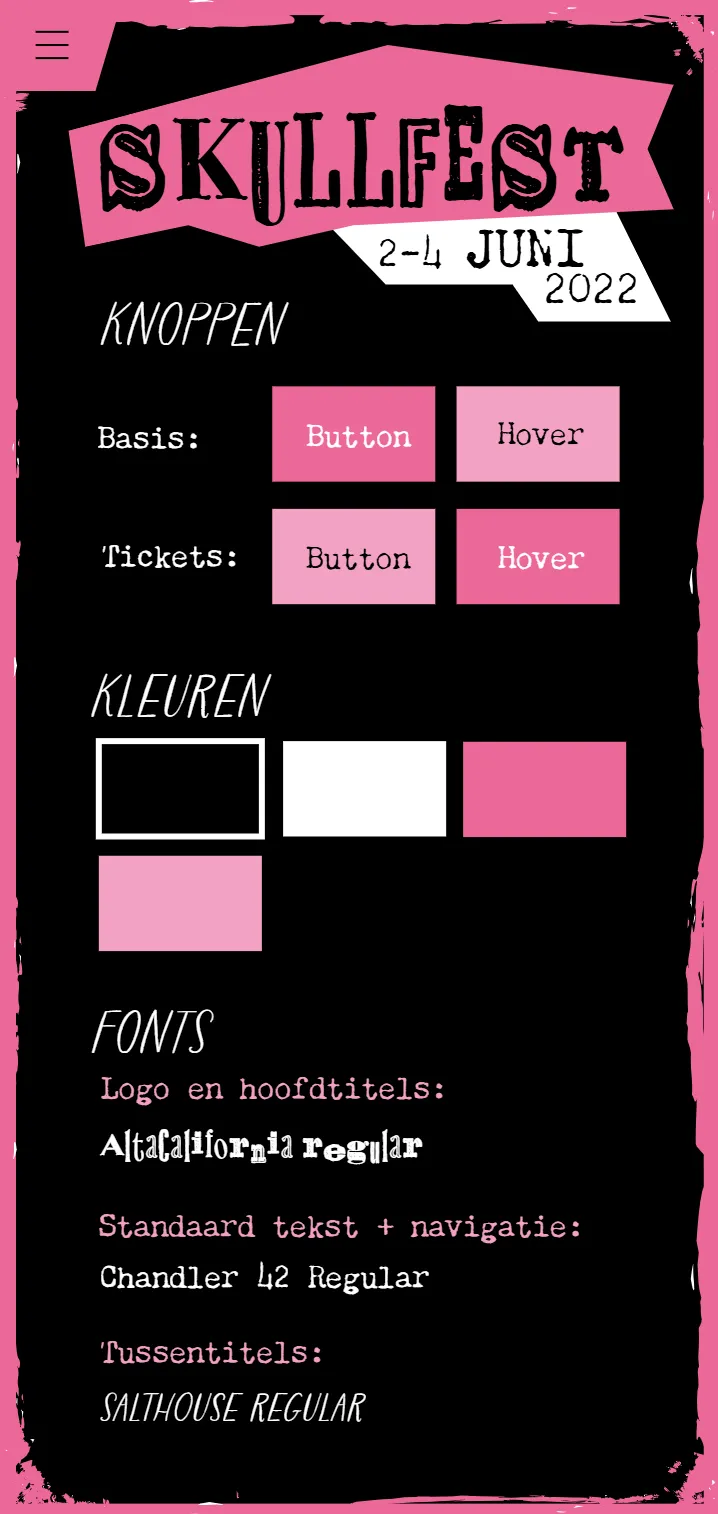 SKULLFEST
2-4 JUNI
2022
KNOPPEN
Basis: Button Hover
Tickets: Button Hover
KLEUREN
FONTS
Logo en hoofdtitels:
AltaCalifornia regular
Standaard tekst + navigatie:
Chandler 42 Regular
Tussentitels:
SALTHOUSE REGULAR